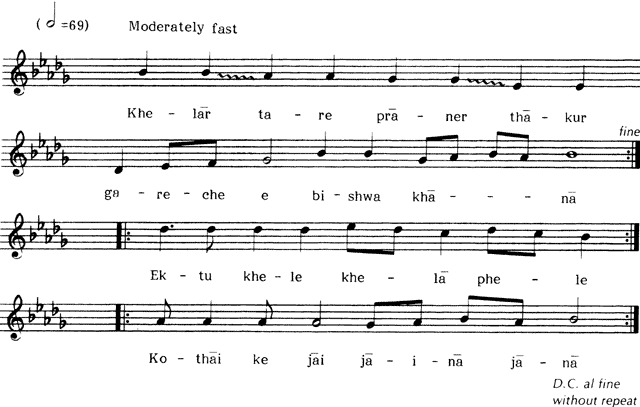 ( 𝅗𝅥 =69) Moderately fast
Khe - lār ta - re prā - ner thā - kur
fine
ga - re - che e bi - shwa khā - - - nā
Ek - tu khe - le khe - lā phe - le
Ko - thāi ke jāi jā - i - nā jā - nā
D.C. al fine
without repeat